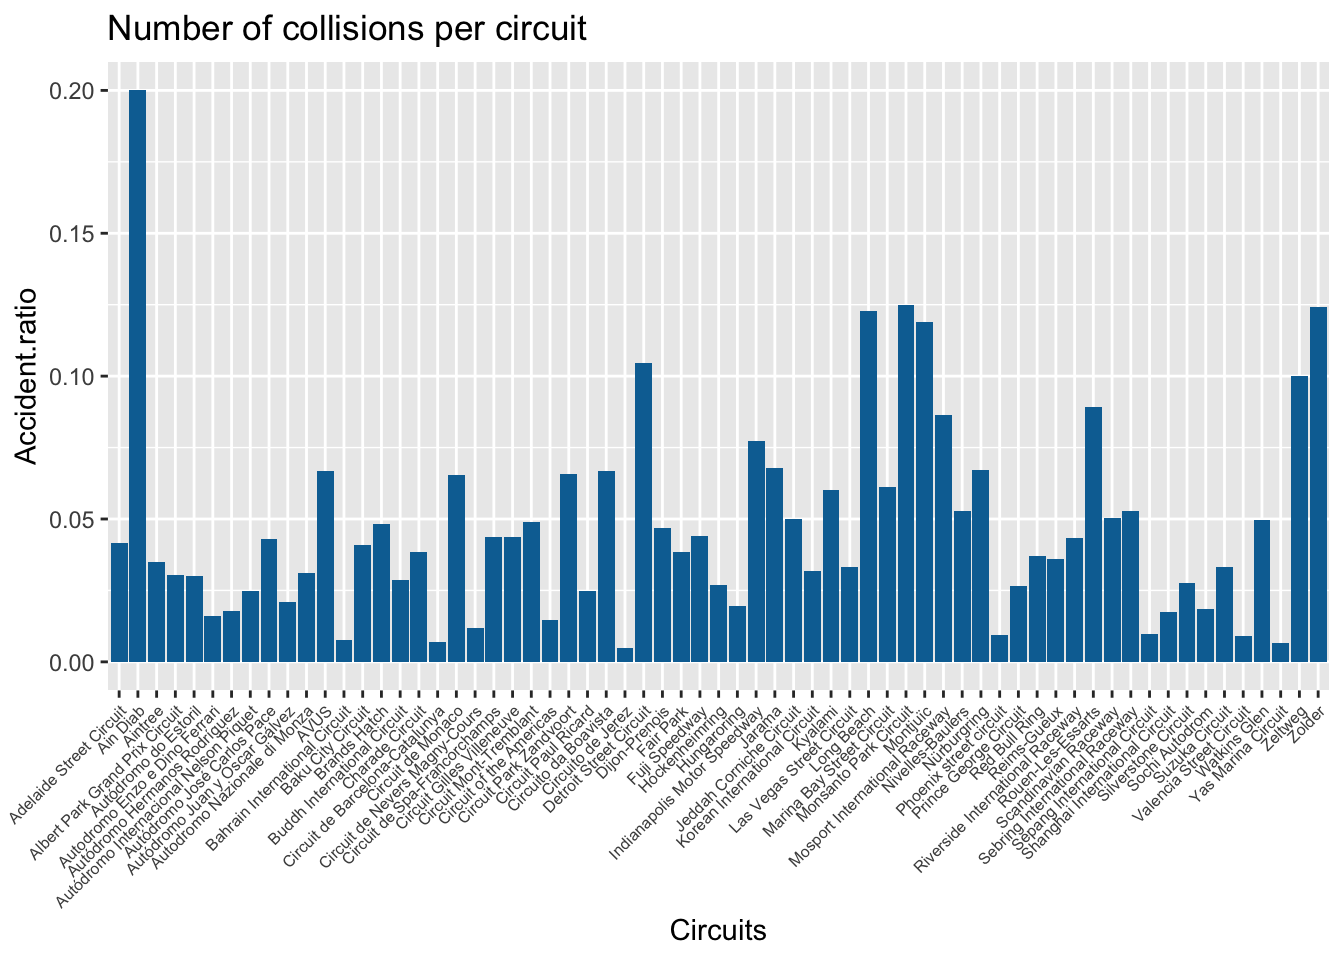 Number of collisions per circuit
Accident.ratio
0.20
0.15
0.10
0.05
0.00
Adelaide Street Circuit
Ain Diab
Aintree
Albert Park Grand Prix Circuit
Autódromo do Estoril
Autodromo Enzo e Dino Ferrari
Autódromo Hermanos Rodríguez
Autódromo Internacional Nelson Piquet
Autódromo José Carlos Pace
Autódromo Juan y Oscar Gálvez
Autodromo Nazionale di Monza
AVUS
Bahrain International Circuit
Baku City Circuit
Brands Hatch
Buddh International Circuit
Charade Circuit
Circuit de Barcelona-Catalunya
Circuit de Monaco
Circuit de Nevers Magny-Cours
Circuit de Spa-Francorchamps
Circuit Gilles Villeneuve
Circuit Mont-Tremblant
Circuit of the Americas
Circuit Park Zandvoort
Circuit Paul Ricard
Circuito da Boavista
Circuito de Jerez
Detroit Street Circuit
Dijon-Prenois
Fair Park
Fuji Speedway
Hockenheimring
Hungaroring
Indianapolis Motor Speedway
Jarama
Jeddah Corniche Circuit
Korean International Circuit
Kyalami
Las Vegas Street Circuit
Long Beach
Marina Bay Street Circuit
Monsanto Park Circuit
Montjuïc
Mosport International Raceway
Nivelles-Baulers
Nürburgring
Phoenix street circuit
Prince George Circuit
Red Bull Ring
Reims-Gueux
Riverside International Raceway
Rouen-Les-Essarts
Scandinavian Raceway
Sebring International Raceway
Sepang International Circuit
Shanghai International Circuit
Silverstone Circuit
Sochi Autodrom
Suzuka Circuit
Valencia Street Circuit
Watkins Glen
Yas Marina Circuit
Zeltweg
Zolder
Circuits